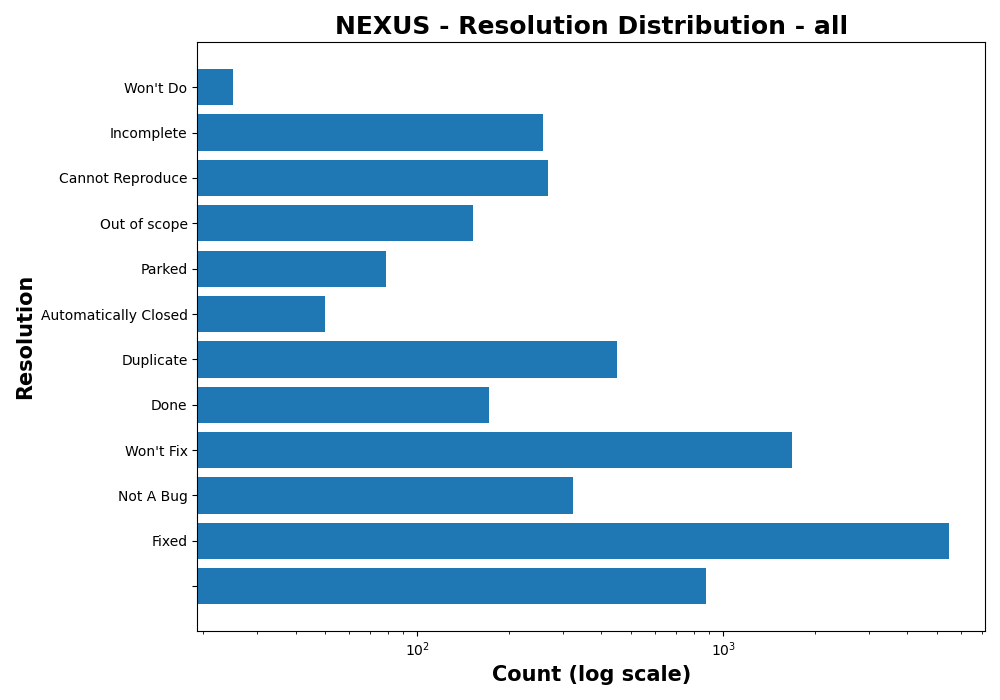 NEXUS - Resolution Distribution - all
Won't Do
Incomplete
Cannot Reproduce
Out of scope
Parked
Automatically Closed
Duplicate
Done
Won't Fix
Not A Bug
Fixed
Resolution
10² 10³
Count (log scale)